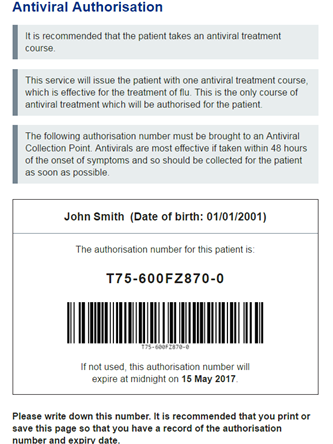 Antiviral Authorisation
It is recommended that the patient takes an antiviral treatment
course.
This service will issue the patient with one antiviral treatment course,
which is effective for the treatment of flu. This is the only course of
antiviral treatment which will be authorised for the patient.
The following authorisation number must be brought to an Antiviral
Collection Point. Antivirals are most effective if taken within 48 hours
of the onset of symptoms and so should be collected for the patient
as soon as possible.
John Smith (Date of birth: 01/01/2001)
The authorisation number for this patient is:
T75-600FZ870-0
T75-600FZ870-0
If not used, this authorisation number will
expire at midnight on 15 May 2017.
Please write down this number. It is recommended that you print or
save this page so that you have a record of the authorisation
number and expiry date.